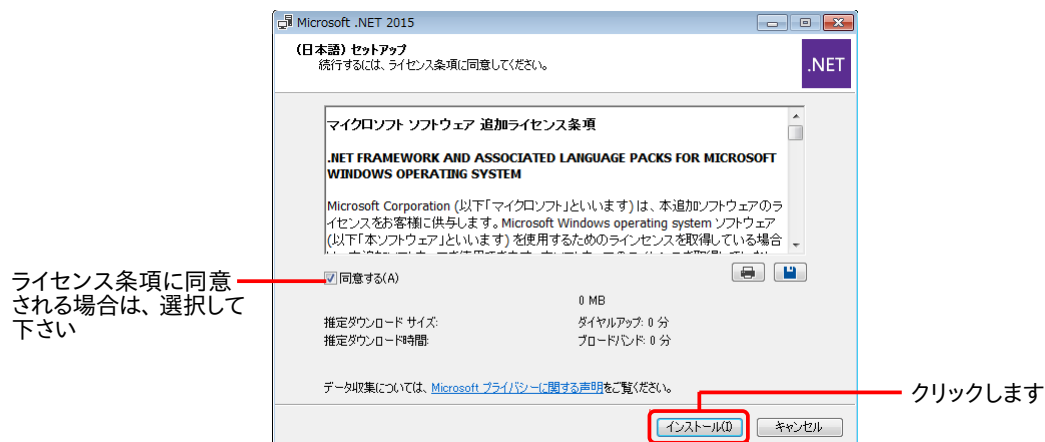 Microsoft .NET 2015
(日本語) セットアップ
続行するには、ライセンス条項に同意してください。
.NET
マイクロソフト ソフトウェア 追加ライセンス条項
.NET FRAMEWORK AND ASSOCIATED LANGUAGE PACKS FOR MICROSOFT
WINDOWS OPERATING SYSTEM
Microsoft Corporation (以下「マイクロソフト」といいます) は、本追加ソフトウェアのラ
イセンスをお客様に供与します。Microsoft Windows operating system ソフトウェア
(以下「本ソフトウェア」といいます) を使用するためのラインセンスを取得している場合
ライセンス条項に同意
される場合は、選択して
下さい
同意する(A)
0 MB
推定ダウンロード サイズ:
ダイヤルアップ: 0 分
推定ダウンロード時間:
ブロードバンド: 0 分
データ収集については、Microsoft プライバシーに関する声明をご覧ください。
インストール(I)
キャンセル
クリックします